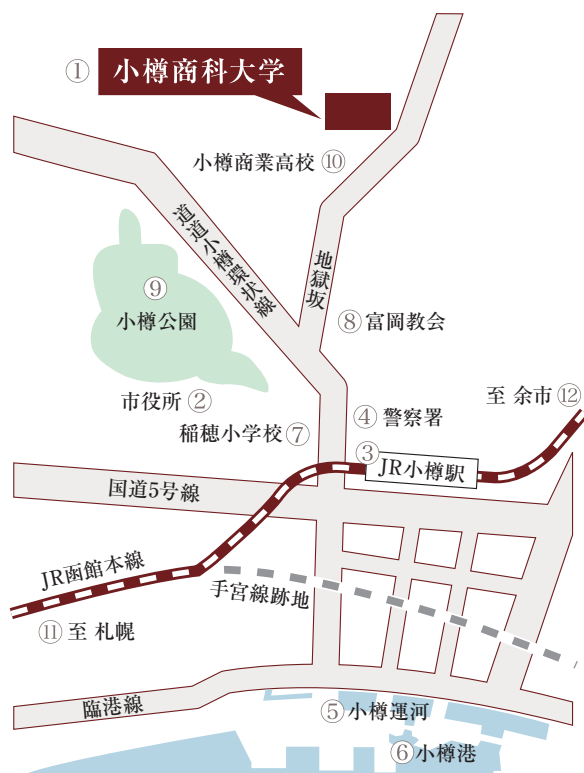 ① 小樽商科大学
小樽商業高校 ⑩
道道小樽環状線
地獄坂
⑨
小樽公園
⑧ 富岡教会
至 余市 ⑫
市役所 ②
④ 警察署
稲穂小学校 ⑦
③
JR小樽駅
国道5号線
JR函館本線
手宮線跡地
⑪ 至 札幌
臨港線
⑤ 小樽運河
⑥ 小樽港